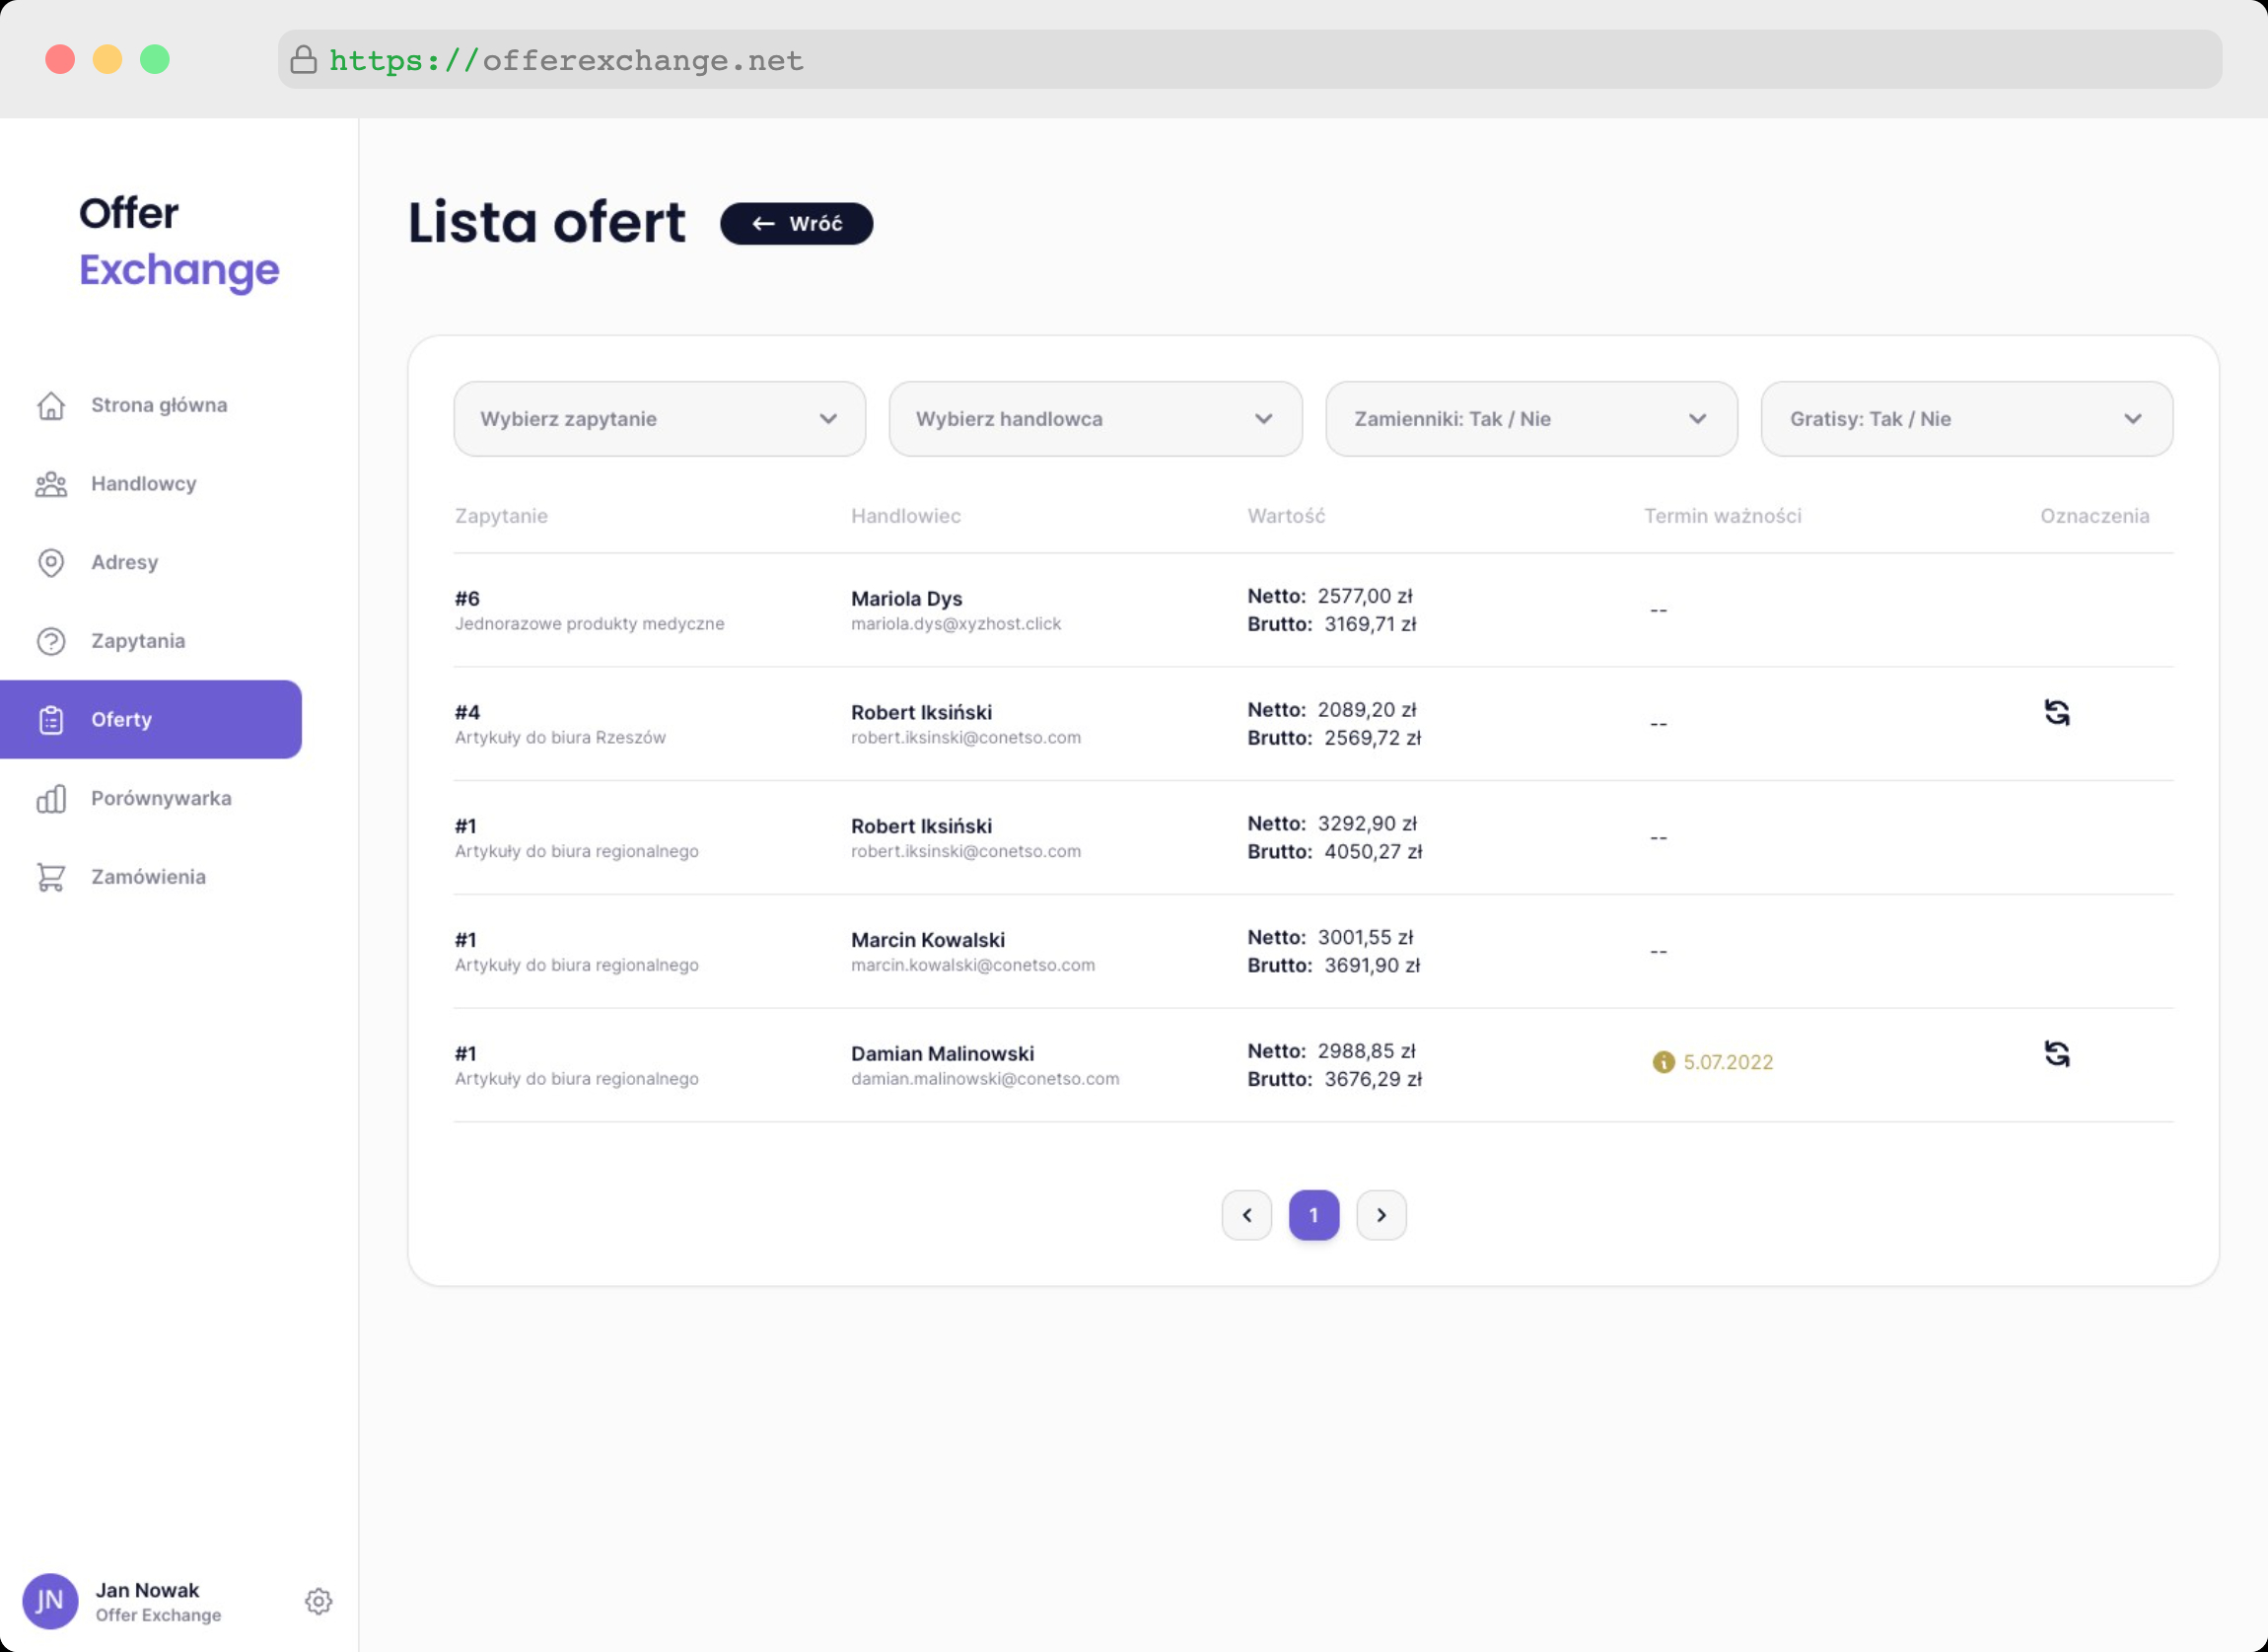 https://offerexchange.net
Offer
Exchange
Strona główna
Handlowcy
Adresy
Zapytania
Oferty
Porównywarka
Zamówienia
JN
Jan Nowak
Offer Exchange
Lista ofert
← Wróć
Wybierz zapytanie
Wybierz handlowca
Zamienniki: Tak / Nie
Gratisy: Tak / Nie
Zapytanie Handlowiec Wartość Termin ważności Oznaczenia
#6
Jednorazowe produkty medyczne
Mariola Dys
mariola.dys@xyzhost.click
Netto: 2577,00 zł
Brutto: 3169,71 zł
--
#4
Artykuły do biura Rzeszów
Robert Iksiński
robert.iksinski@conetso.com
Netto: 2089,20 zł
Brutto: 2569,72 zł
--
#1
Artykuły do biura regionalnego
Robert Iksiński
robert.iksinski@conetso.com
Netto: 3292,90 zł
Brutto: 4050,27 zł
--
#1
Artykuły do biura regionalnego
Marcin Kowalski
marcin.kowalski@conetso.com
Netto: 3001,55 zł
Brutto: 3691,90 zł
--
#1
Artykuły do biura regionalnego
Damian Malinowski
damian.malinowski@conetso.com
Netto: 2988,85 zł
Brutto: 3676,29 zł
5.07.2022
1